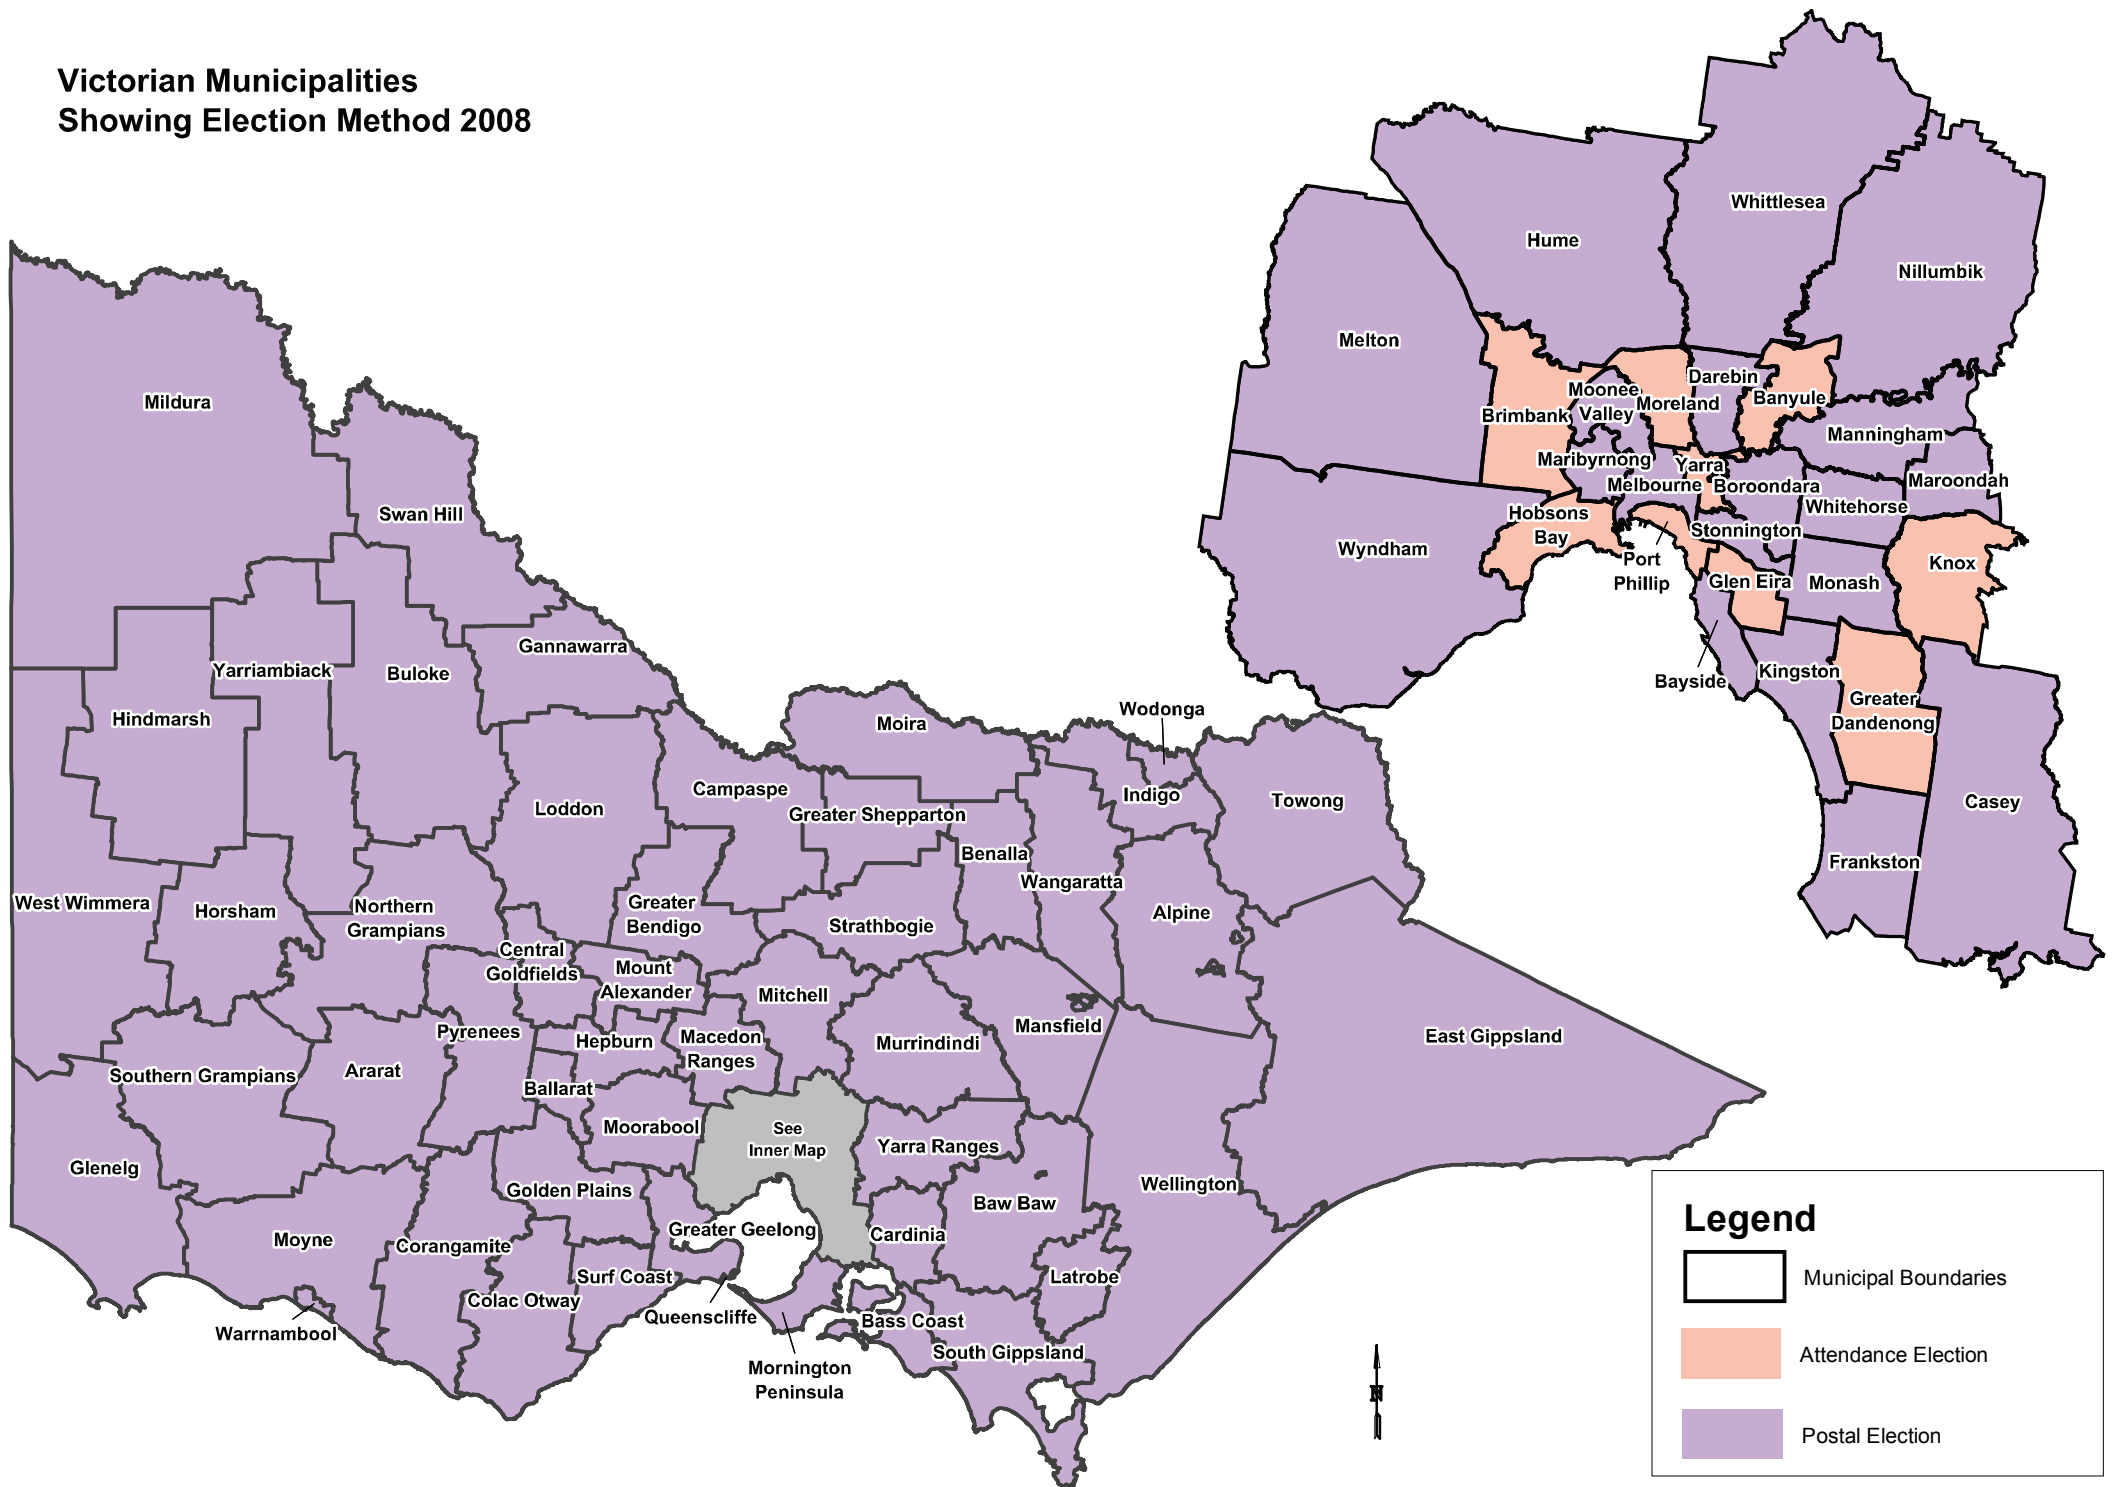 Victorian Municipalities
Showing Election Method 2008
Whittlesea
Hume
Nillumbik
Melton
Darebin
Moonee
Valley
Moreland
Banyule
Brimbank
Manningham
Maribyrnong
Yarra
Melbourne
Boroondara
Maroondah
Whitehorse
Hobsons
Bay
Stonnington
Wyndham
Port
Phillip
Knox
Glen Eira
Monash
Bayside
Kingston
Greater
Dandenong
Casey
Frankston
Mildura
Swan Hill
Gannawarra
Yarriambiack
Buloke
Hindmarsh
Wodonga
Moira
Campaspe
Indigo
Towong
Loddon
Greater Shepparton
Benalla
Wangaratta
West Wimmera
Horsham
Northern
Grampians
Greater
Bendigo
Strathbogie
Alpine
Central
Goldfields
Mount
Alexander
Mitchell
Mansfield
Pyrenees
Hepburn
Macedon
Ranges
Murrindindi
East Gippsland
Southern Grampians
Ararat
Ballarat
Moorabool
See
Inner Map
Yarra Ranges
Glenelg
Golden Plains
Wellington
Baw Baw
Moyne
Corangamite
Greater Geelong
Cardinia
Surf Coast
Latrobe
Colac Otway
Queenscliffe
Bass Coast
Warrnambool
South Gippsland
Mornington
Peninsula
N
Legend
Municipal Boundaries
Attendance Election
Postal Election